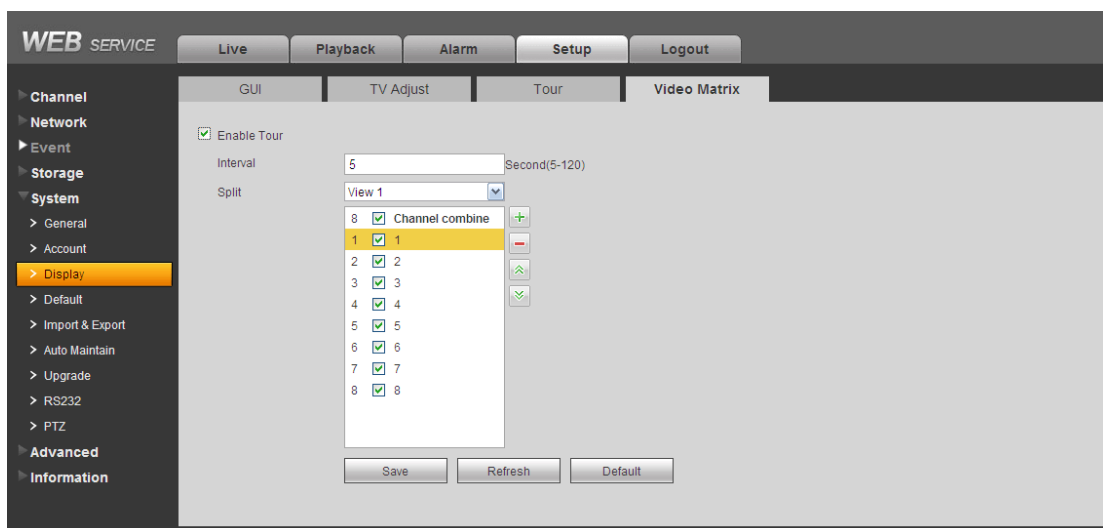 WEB SERVICE
Live Playback Alarm Setup Logout
GUI TV Adjust Tour Video Matrix
Channel
Network
Event
Storage
System
> General
> Account
> Display
> Default
> Import & Export
> Auto Maintain
> Upgrade
> RS232
> PTZ
Advanced
Information
Enable Tour
Interval 5 Second(5-120)
Split View 1
8 Channel combine
1 1
2 2
3 3
4 4
5 5
6 6
7 7
8 8
Save Refresh Default